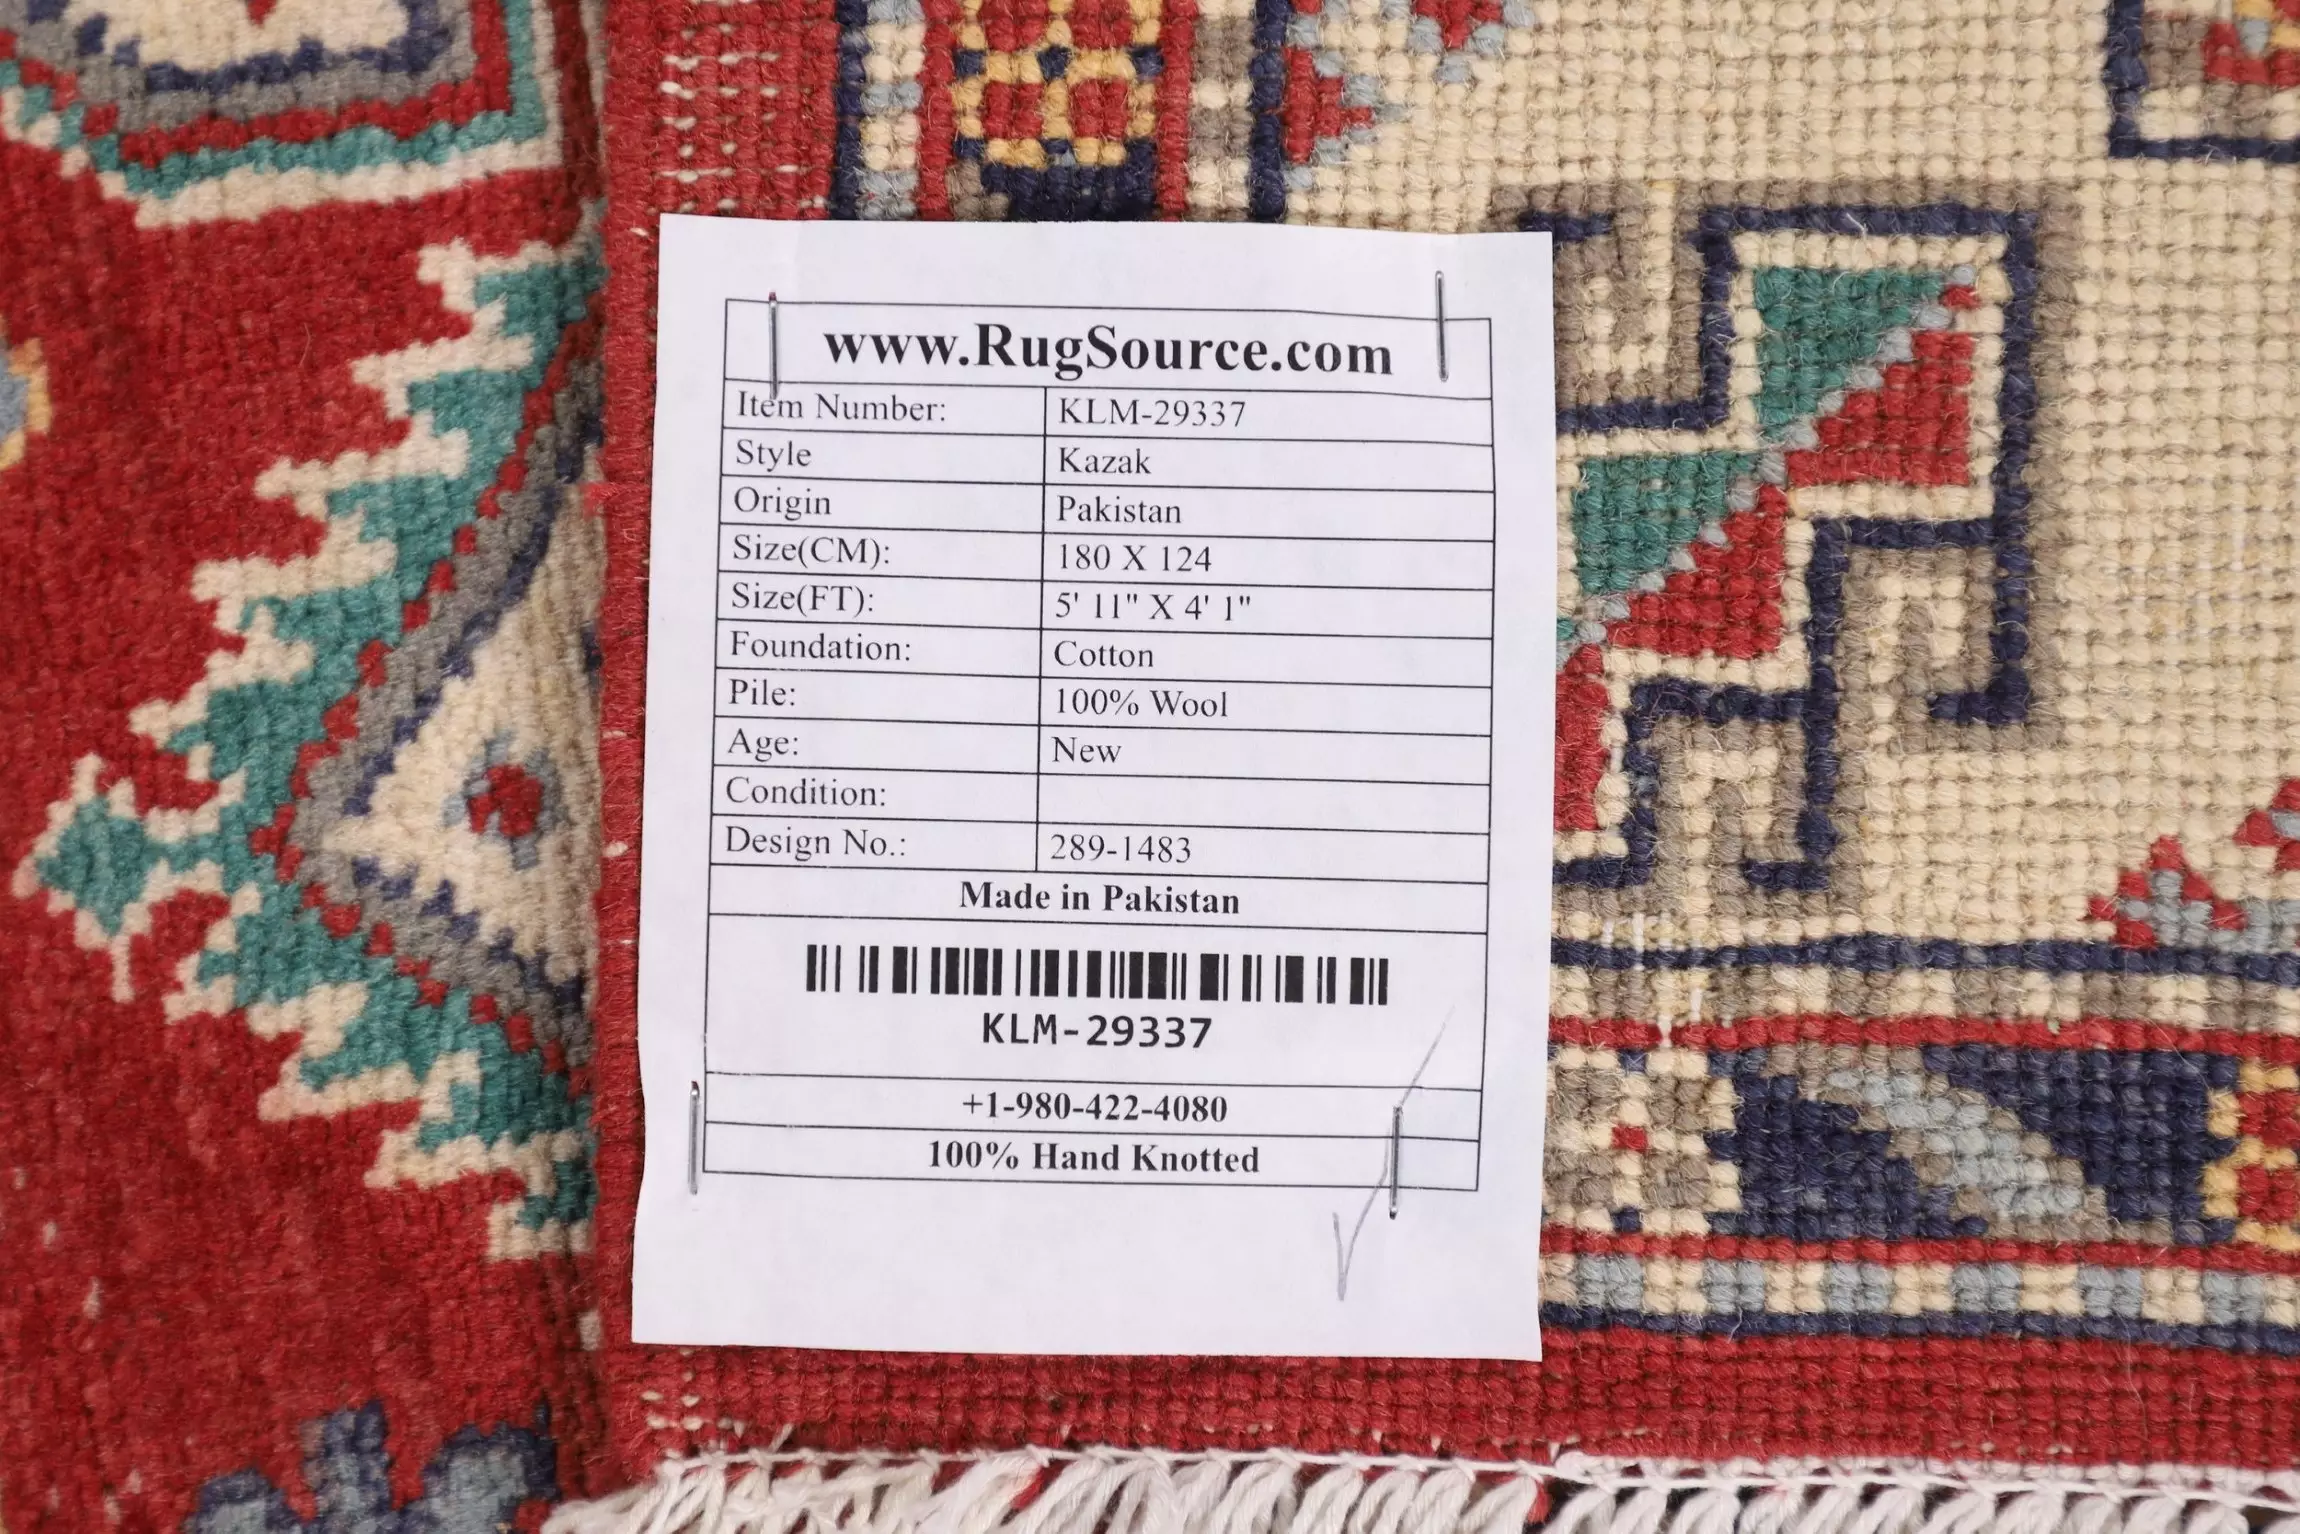 www.RugSource.com
Item Number: KLM-29337
Style Kazak
Origin Pakistan
Size(CM): 180 X 124
Size(FT): 5' 11" X 4' 1"
Foundation: Cotton
Pile: 100% Wool
Age: New
Condition:
Design No.: 289-1483
Made in Pakistan
KLM-29337
+1-980-422-4080
100% Hand Knotted